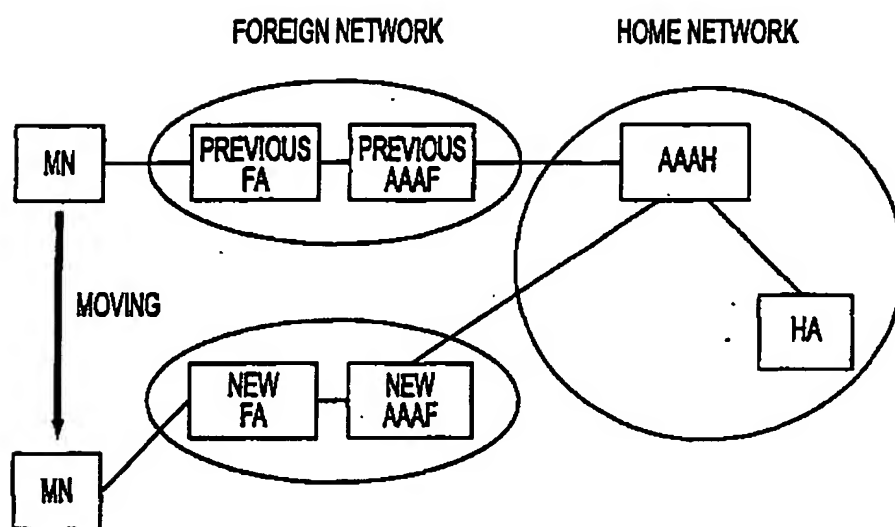 FOREIGN NETWORK
HOME NETWORK
MN
PREVIOUS
FA
PREVIOUS
AAAF
AAAH
MOVING
HA
NEW
FA
NEW
AAAF
MN